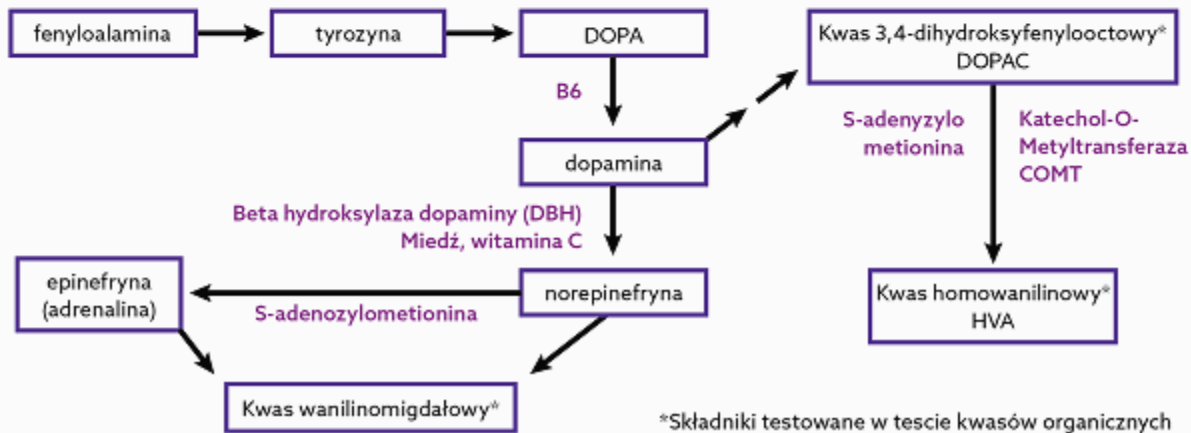 fenyloalamina
tyrozyna
DOPA
Kwas 3,4-dihydroksyfenylooctowy*
DOPAC
B6
S-adenyzylo
metionina
Katechol-O-
Metyltransferaza
COMT
dopamina
Beta hydroksylaza dopaminy (DBH)
Miedź, witamina C
epinefryna
(adrenalina)
S-adenozylometionina
norepinefryna
Kwas homowanilinowy*
HVA
Kwas wanilinomigdałowy*
*Składniki testowane w tescie kwasów organicznych